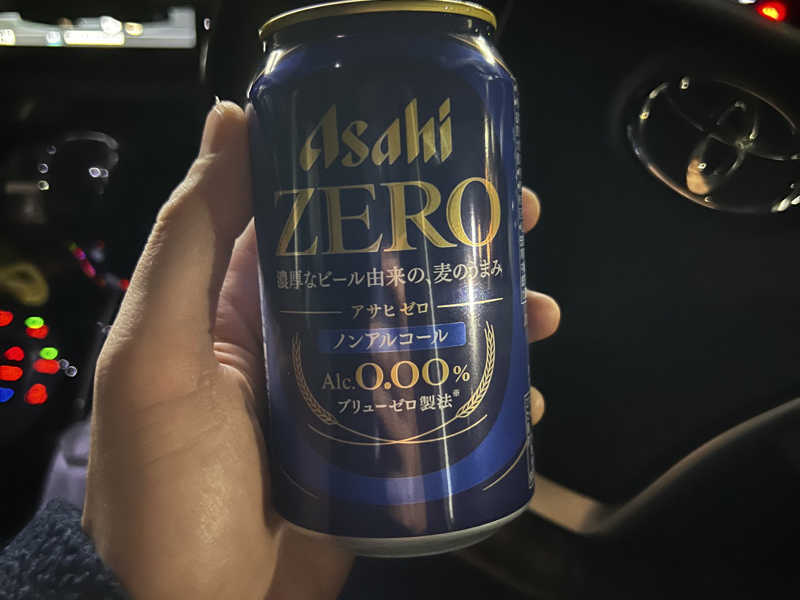 Asahi
ZERO
濃厚なビール由来の、麦のうまみ
アサヒ ゼロ
ノンアルコール
Alc.0.00%
ブリューゼロ製法※